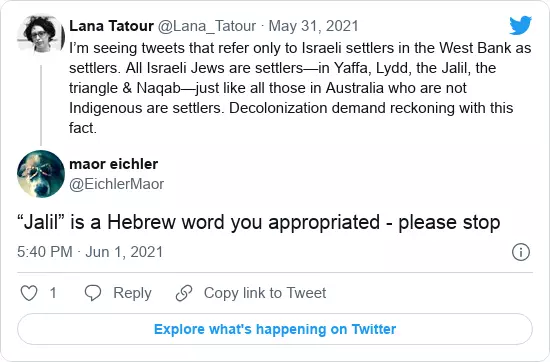 Lana Tatour @Lana_Tatour · May 31, 2021
I'm seeing tweets that refer only to Israeli settlers in the West Bank as
settlers. All Israeli Jews are settlers—in Yaffa, Lydd, the Jalil, the
triangle & Naqab—just like all those in Australia who are not
Indigenous are settlers. Decolonization demand reckoning with this
fact.
maor eichler
@EichlerMaor
“Jalil” is a Hebrew word you appropriated - please stop
5:40 PM · Jun 1, 2021
1 Reply Copy link to Tweet
Explore what's happening on Twitter